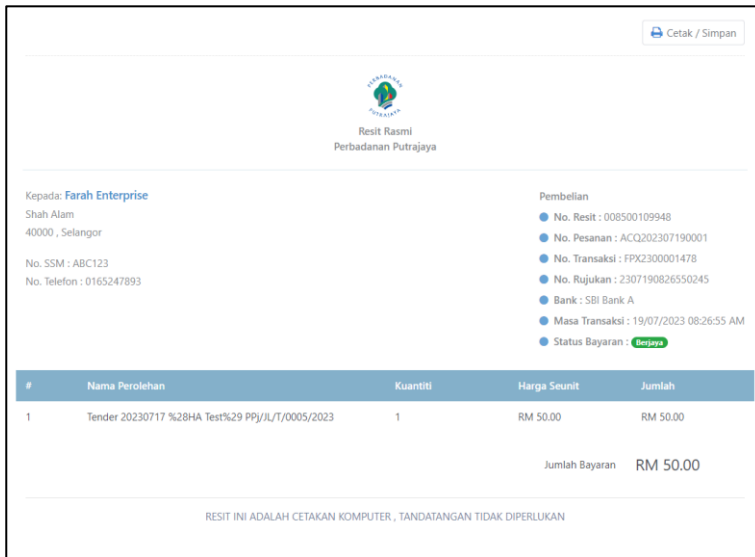 Cetak / Simpan
PERBADANAN
PUTRAJAYA
Resit Rasmi
Perbadanan Putrajaya
Kepada: Farah Enterprise
Shah Alam
40000 , Selangor
No. SSM : ABC123
No. Telefon : 0165247893
Pembelian
No. Resit : 008500109948
No. Pesanan : ACQ202307190001
No. Transaksi : FPX2300001478
No. Rujukan : 2307190826550245
Bank : SBI Bank A
Masa Transaksi : 19/07/2023 08:26:55 AM
Status Bayaran : Berjaya
# Nama Perolehan Kuantiti Harga Seunit Jumlah
1 Tender 20230717 %28HA Test%29 PPj/JL/T/0005/2023 1 RM 50.00 RM 50.00
Jumlah Bayaran RM 50.00
RESIT INI ADALAH CETAKAN KOMPUTER , TANDATANGAN TIDAK DIPERLUKAN